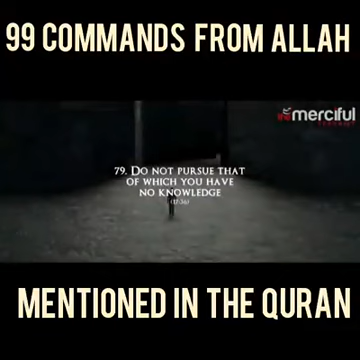 99 COMMANDS FROM ALLAH
merciful
SERVANT
79. DO NOT PURSUE THAT
OF WHICH YOU HAVE
NO KNOWLEDGE
(17:36)
MENTIONED IN THE QURAN